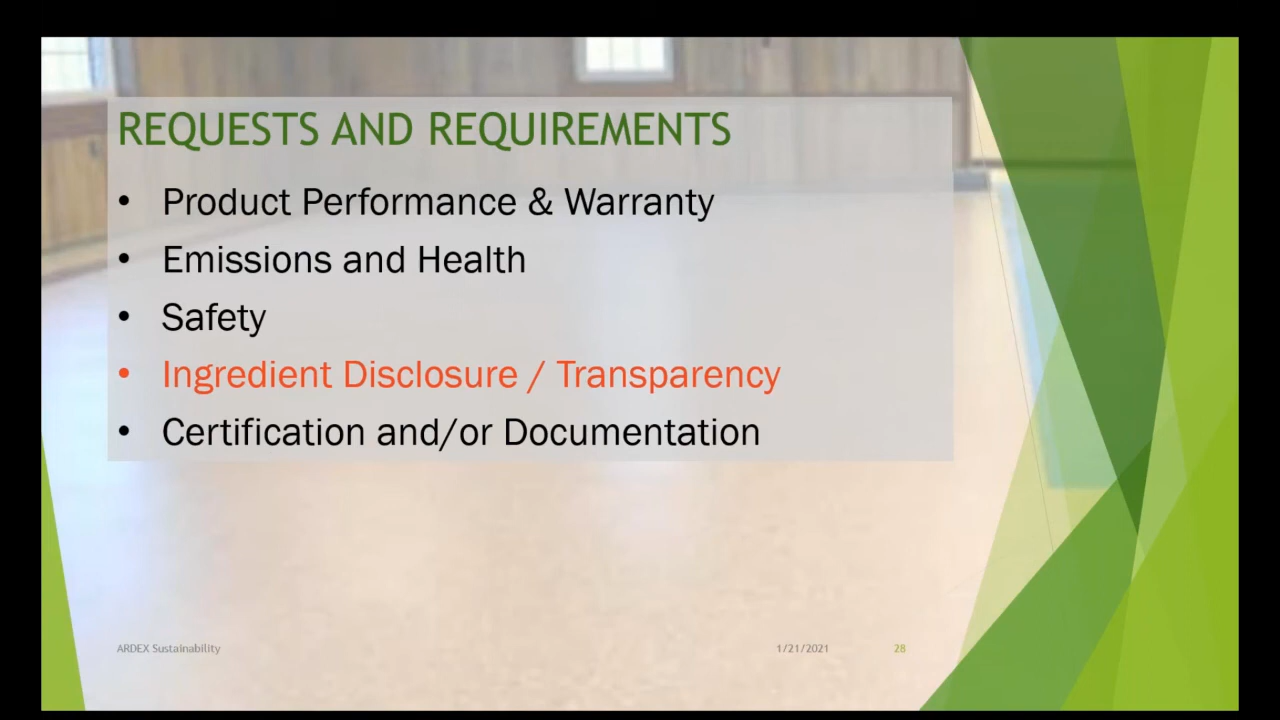 REQUESTS AND REQUIREMENTS
• Product Performance & Warranty
• Emissions and Health
• Safety
• Ingredient Disclosure / Transparency
• Certification and/or Documentation
ARDEX Sustainability 1/21/2021 28